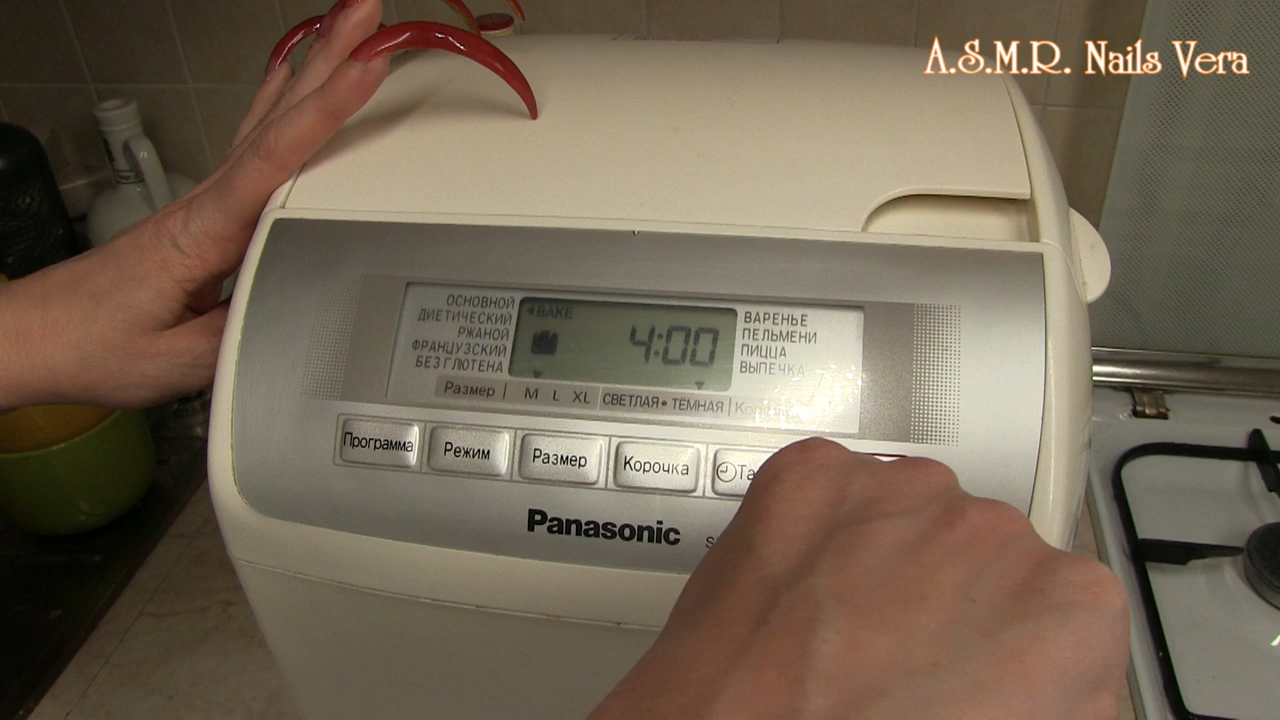 A.S.M.R. Nails Vera
ОСНОВНОЙ
ДИЕТИЧЕСКИЙ
РЖАНОЙ
ФРАНЦУЗСКИЙ
БЕЗ ГЛЮТЕНА
BAKE
4:00
ВАРЕНЬЕ
ПЕЛЬМЕНИ
ПИЦЦА
ВЫПЕЧКА
Размер M L XL СВЕТЛАЯ • ТЕМНАЯ
Программа Режим Размер Корочка
Panasonic